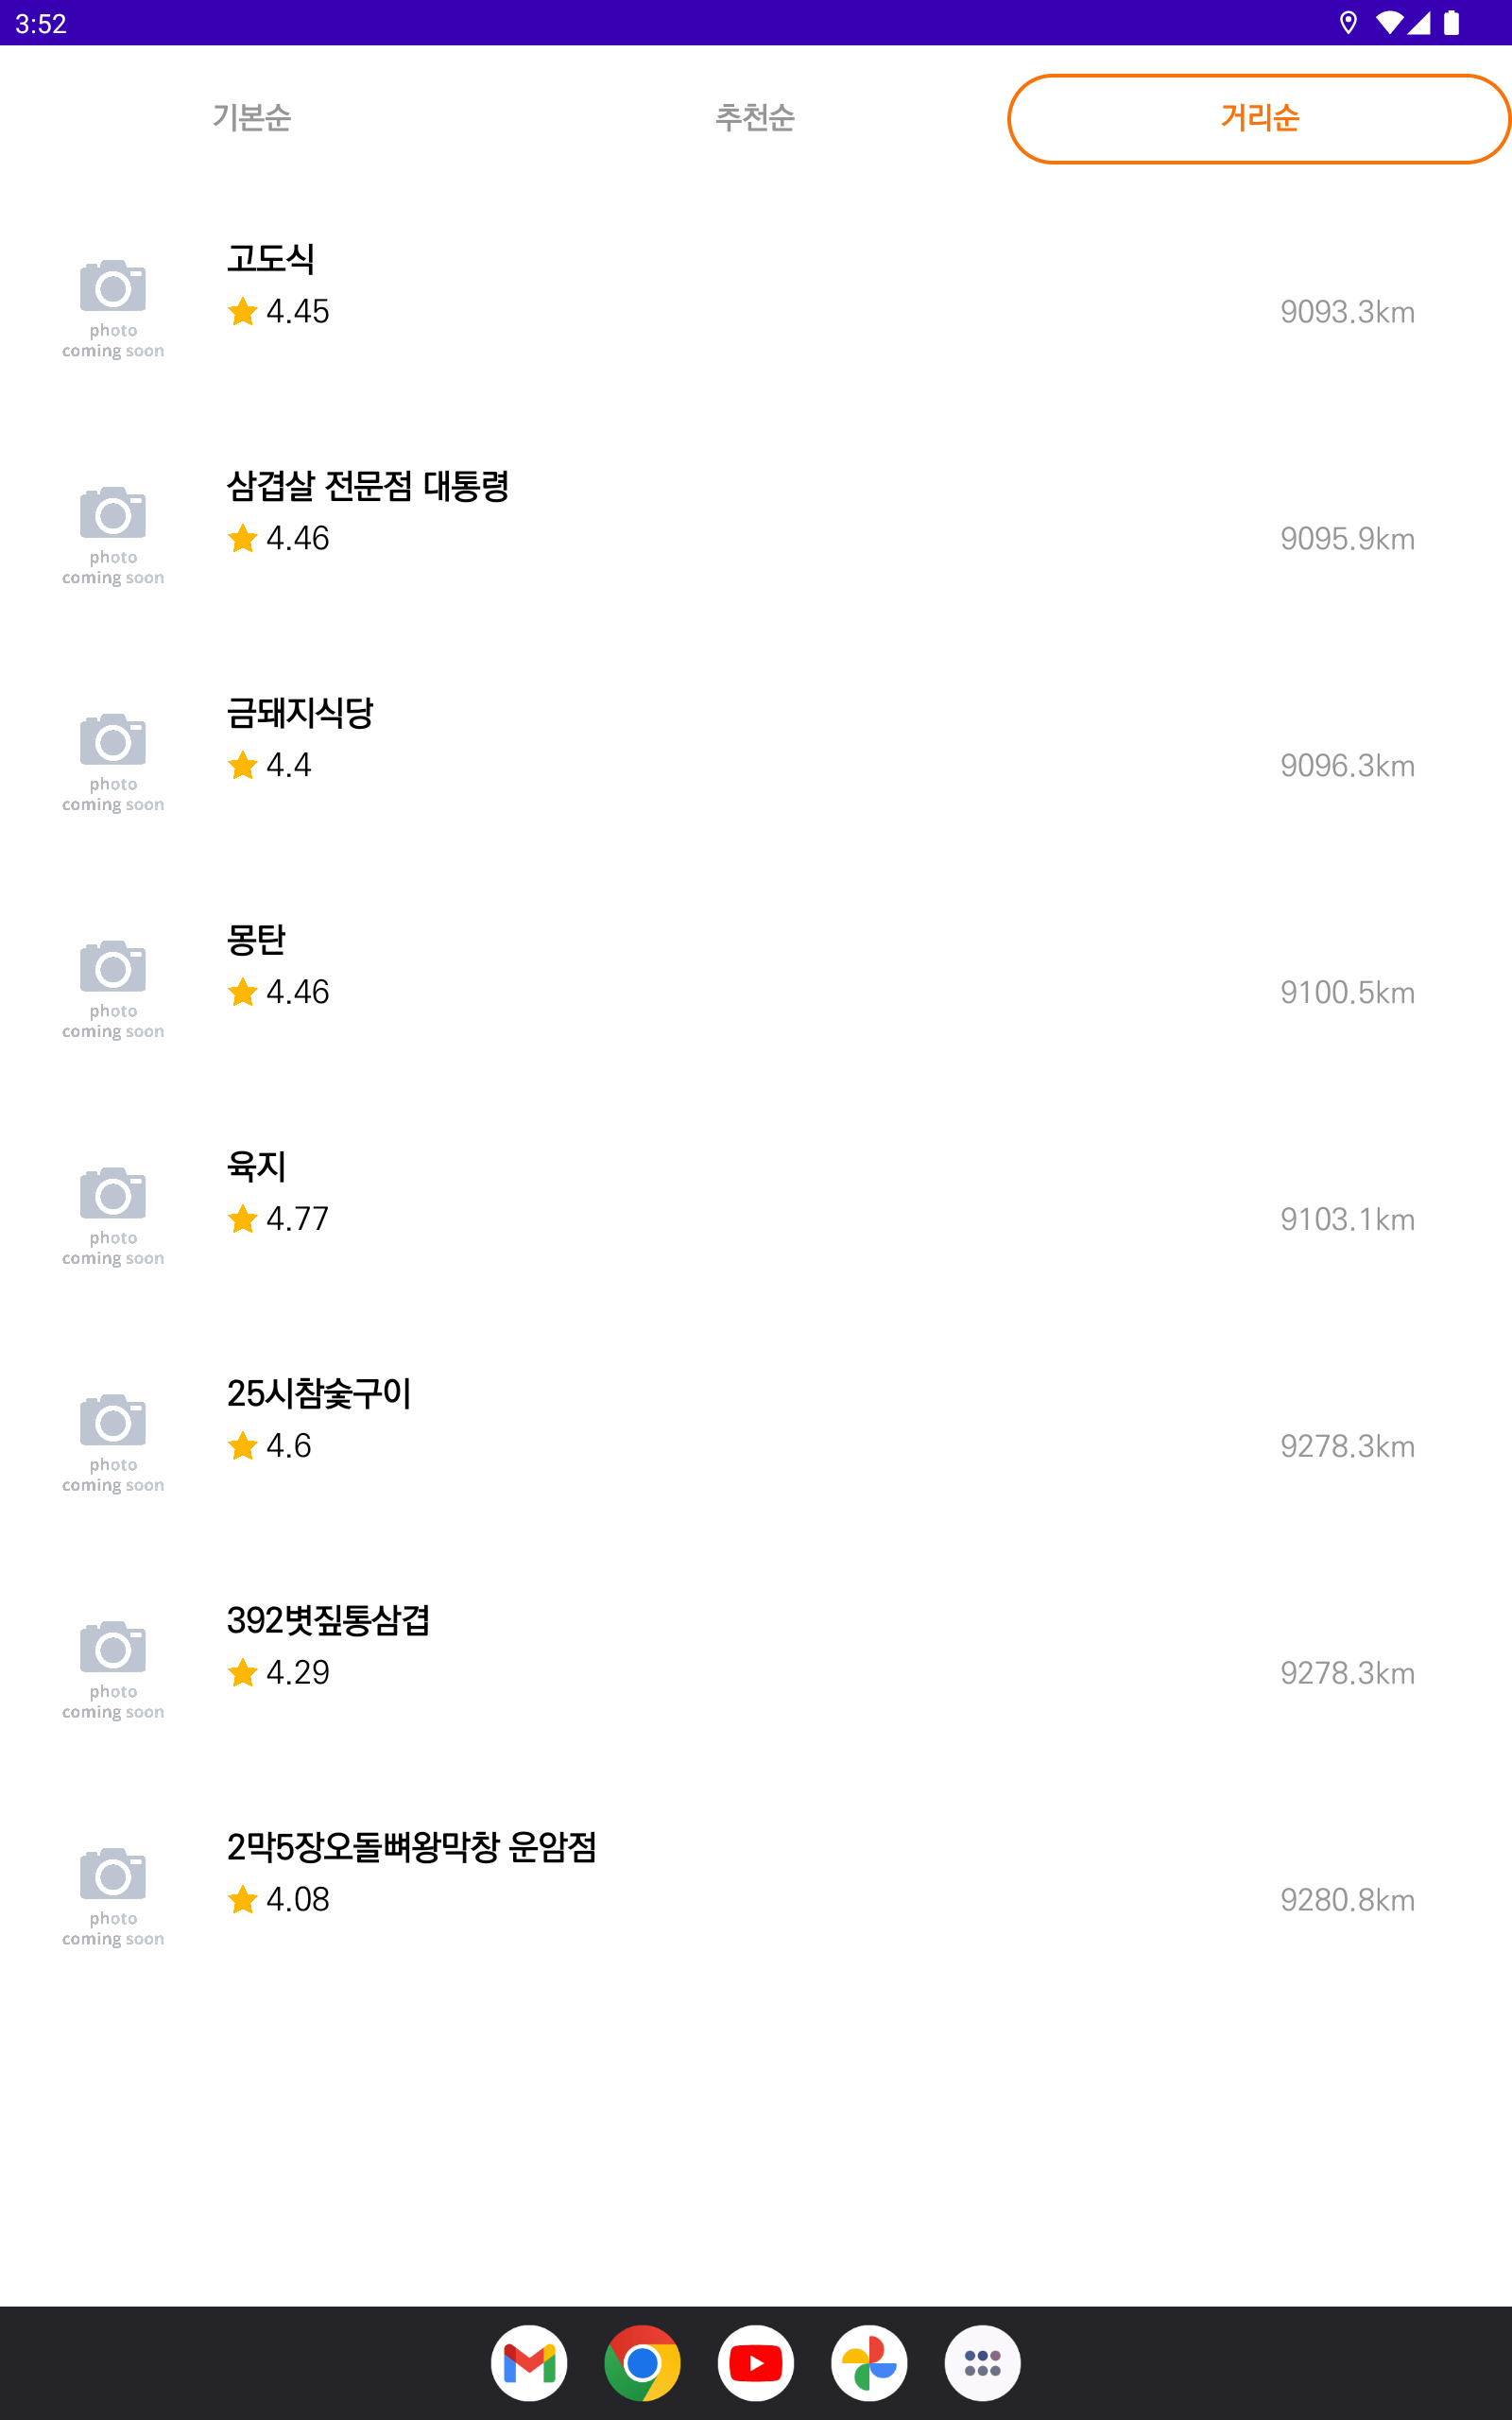 3:52
기본순
추천순
거리순
고도식
4.45
9093.3km
photo
coming soon
삼겹살 전문점 대통령
4.46
9095.9km
photo
coming soon
금돼지식당
4.4
9096.3km
photo
coming soon
몽탄
4.46
9100.5km
photo
coming soon
육지
4.77
9103.1km
photo
coming soon
25시참숯구이
4.6
9278.3km
photo
coming soon
392볏짚통삼겹
4.29
9278.3km
photo
coming soon
2막5장오돌뼈왕막창 운암점
4.08
9280.8km
photo
coming soon